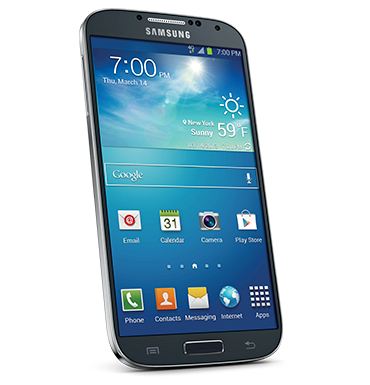 SAMSUNG
4G 7:00 PM
7:00 PM
Thu, March 14
New York
Sunny 59°F
Google
31
Email Calendar Camera Play Store
Phone Contacts Messaging Internet Apps